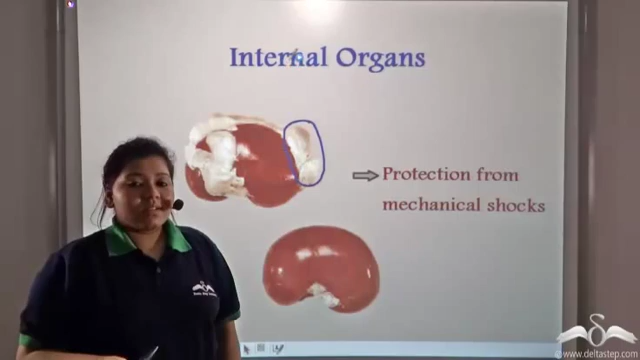 Internal Organs
Protection from
mechanical shocks
www.deltastep.com